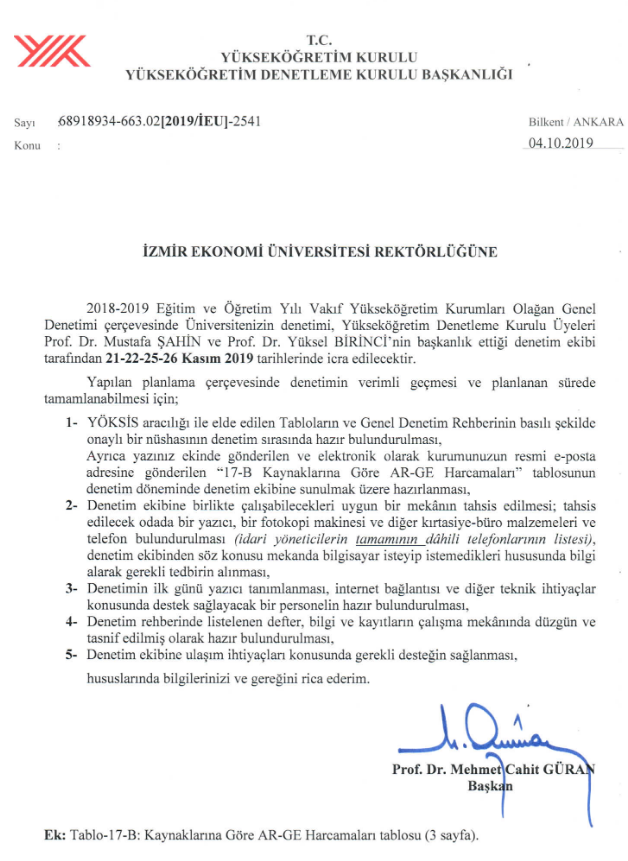 T.C.
YÜKSEKÖĞRETİM KURULU
YÜKSEKÖĞRETİM DENETLEME KURULU BAŞKANLIĞI
Sayı :68918934-663.02[2019/İEU]-2541
Bilkent / ANKARA
Konu :
04.10.2019
İZMİR EKONOMİ ÜNİVERSİTESİ REKTÖRLÜĞÜNE
2018-2019 Eğitim ve Öğretim Yılı Vakıf Yükseköğretim Kurumları Olağan Genel
Denetimi çerçevesinde Üniversitenizin denetimi, Yükseköğretim Denetleme Kurulu Üyeleri
Prof. Dr. Mustafa ŞAHİN ve Prof. Dr. Yüksel BİRİNCİ'nin başkanlık ettiği denetim ekibi
tarafından 21-22-25-26 Kasım 2019 tarihlerinde icra edilecektir.
Yapılan planlama çerçevesinde denetimin verimli geçmesi ve planlanan sürede
tamamlanabilmesi için;
1- YÖKSİS aracılığı ile elde edilen Tabloların ve Genel Denetim Rehberinin basılı şekilde
onaylı bir nüshasının denetim sırasında hazır bulundurulması,
Ayrıca yazınız ekinde gönderilen ve elektronik olarak kurumunuzun resmi e-posta
adresine gönderilen "17-B Kaynaklarına Göre AR-GE Harcamaları" tablosunun
denetim döneminde denetim ekibine sunulmak üzere hazırlanması,
2- Denetim ekibine birlikte çalışabilecekleri uygun bir mekânın tahsis edilmesi; tahsis
edilecek odada bir yazıcı, bir fotokopi makinesi ve diğer kırtasiye-büro malzemeleri ve
telefon bulundurulması (idari yöneticilerin tamamının dâhili telefonlarının listesi),
denetim ekibinden söz konusu mekanda bilgisayar isteyip istemedikleri hususunda bilgi
alarak gerekli tedbirin alınması,
3- Denetimin ilk günü yazıcı tanımlanması, internet bağlantısı ve diğer teknik ihtiyaçlar
konusunda destek sağlayacak bir personelin hazır bulundurulması,
4- Denetim rehberinde listelenen defter, bilgi ve kayıtların çalışma mekânında düzgün ve
tasnif edilmiş olarak hazır bulundurulması,
5- Denetim ekibine ulaşım ihtiyaçları konusunda gerekli desteğin sağlanması,
hususlarında bilgilerinizi ve gereğini rica ederim.
Prof. Dr. Mehmet Cahit GÜRAN
Başkan
Ek: Tablo-17-B: Kaynaklarına Göre AR-GE Harcamaları tablosu (3 sayfa).